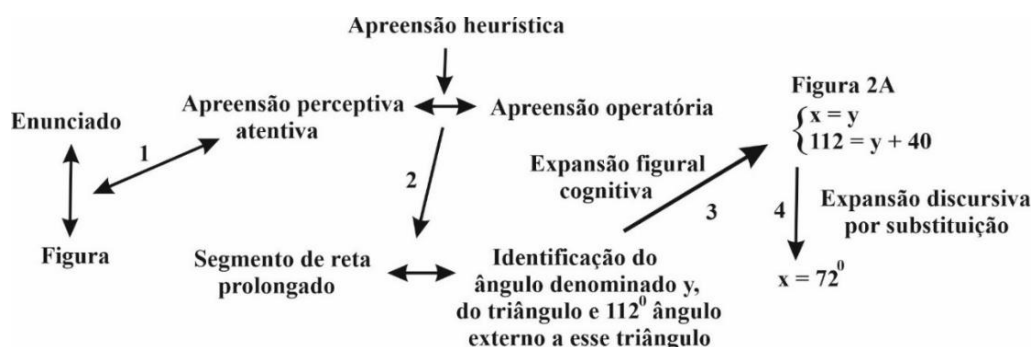 Apreensão heurística
Enunciado
1
Figura
Apreensão perceptiva
atentiva
Apreensão operatória
2
Segmento de reta
prolongado
Identificação do
ângulo denominado y,
do triângulo e 112⁰ ângulo
externo a esse triângulo
Expansão figural
cognitiva
3
Figura 2A
x = y
112 = y + 40
4
Expansão discursiva
por substituição
x = 72⁰